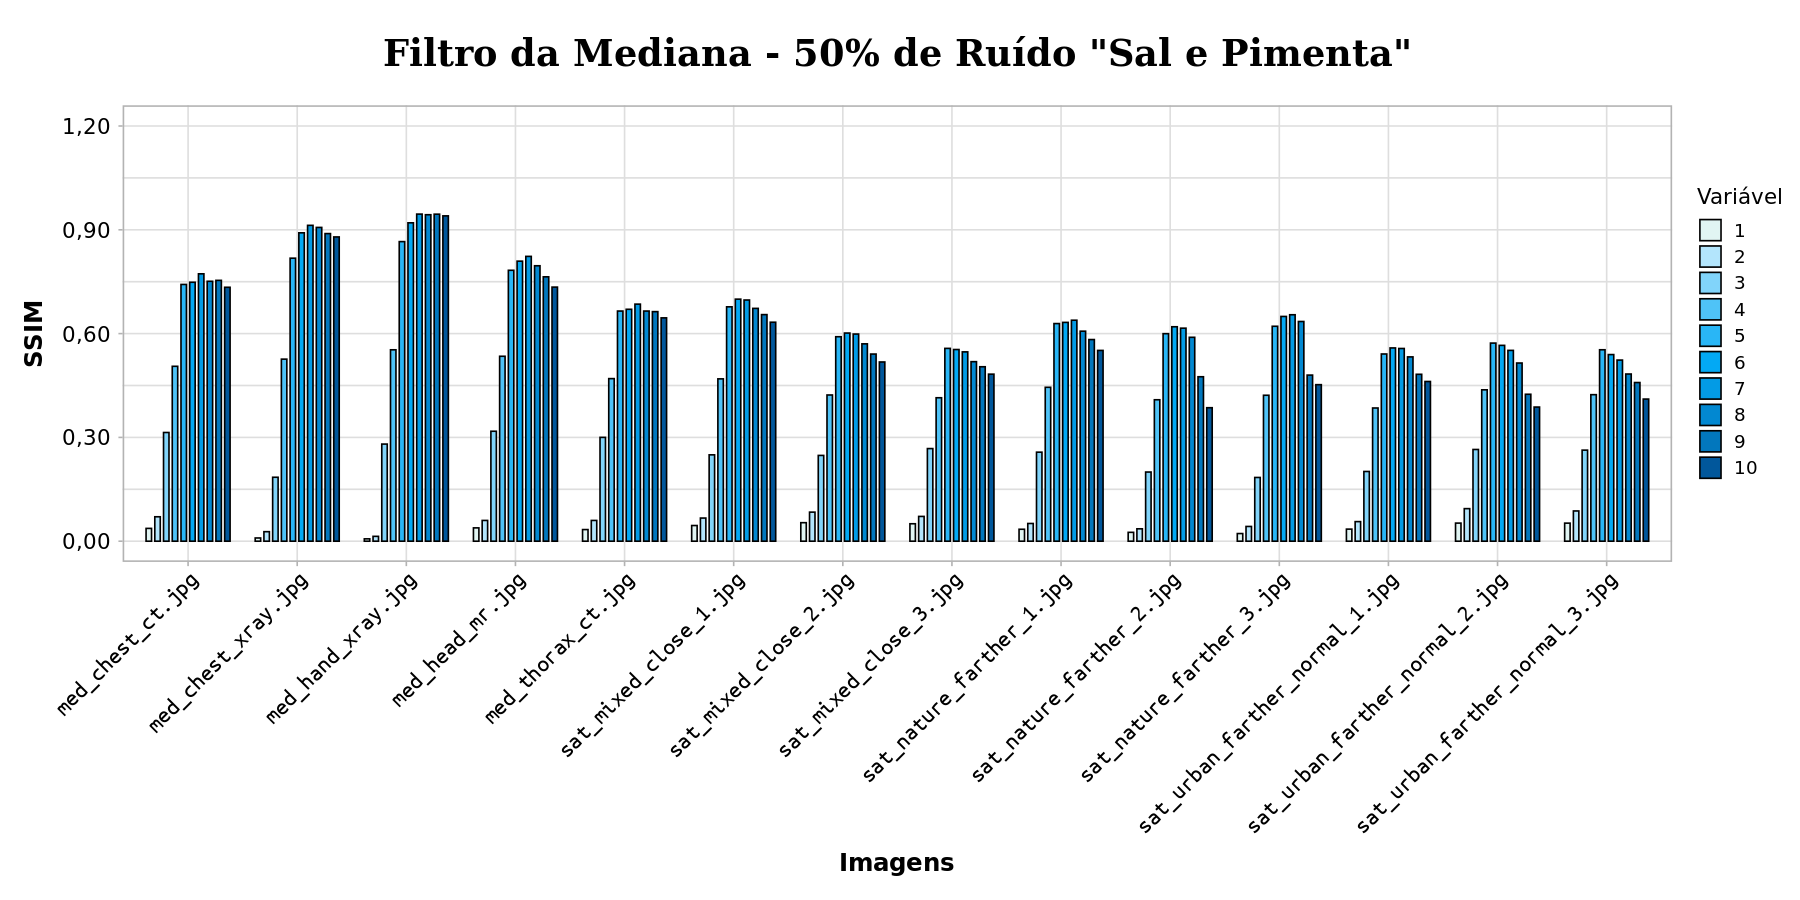 Filtro da Mediana - 50% de Ruído "Sal e Pimenta"
SSIM
1,20
0,90
0,60
0,30
0,00
med_chest_ct.jpg
med_chest_xray.jpg
med_hand_xray.jpg
med_head_mr.jpg
med_thorax_ct.jpg
sat_mixed_close_1.jpg
sat_mixed_close_2.jpg
sat_mixed_close_3.jpg
sat_nature_farther_1.jpg
sat_nature_farther_2.jpg
sat_nature_farther_3.jpg
sat_urban_farther_normal_1.jpg
sat_urban_farther_normal_2.jpg
sat_urban_farther_normal_3.jpg
Imagens
Variável
1
2
3
4
5
6
7
8
9
10